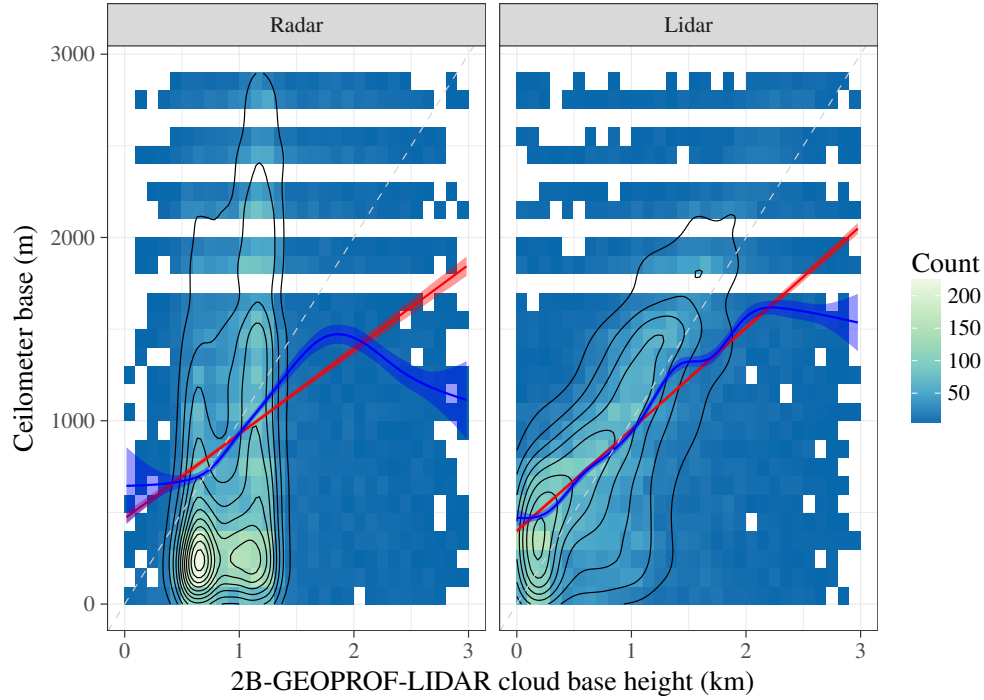 Radar Lidar
3000
2000
1000
0
Ceilometer base (m)
0 1 2 3 0 1 2 3
2B-GEOPROF-LIDAR cloud base height (km)
Count
200
150
100
50